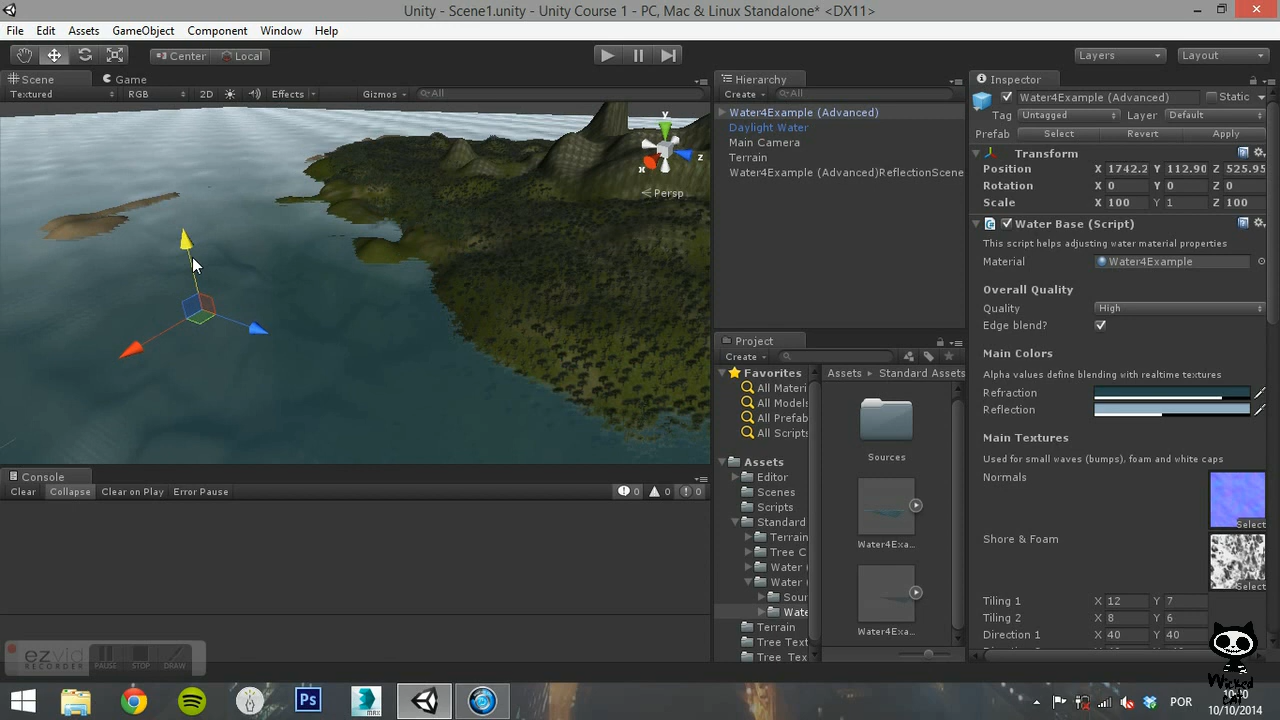 Unity - Scene1.unity - Unity Course 1 - PC, Mac & Linux Standalone* <DX11>
File Edit Assets GameObject Component Window Help
Center Local Layers Layout
Scene Game
Textured RGB 2D Effects Gizmos All
y
z
x
Persp
Hierarchy
Create All
Water4Example (Advanced)
Daylight Water
Main Camera
Terrain
Water4Example (Advanced)ReflectionScene
Project
Create
Favorites
All Materi
All Models
All Prefab
All Scripts
Assets
Editor
Scenes
Scripts
Standard
Terrain
Tree C
Water
Water
Sour
Wate
Terrain
Tree Text
Tree Tex
Assets Standard Assets
Sources
Water4Exa...
Water4Exa...
Inspector
Water4Example (Advanced) Static
Tag Untagged Layer Default
Prefab Select Revert Apply
Transform
Position X 1742.2 Y 112.90 Z 525.95
Rotation X 0 Y 0 Z 0
Scale X 100 Y 1 Z 100
Water Base (Script)
This script helps adjusting water material properties
Material Water4Example
Overall Quality
Quality High
Edge blend?
Main Colors
Alpha values define blending with realtime textures
Refraction
Reflection
Main Textures
Used for small waves (bumps), foam and white caps
Normals
Select
Shore & Foam
Select
Tiling 1 X 12 Y 7
Tiling 2 X 8 Y 6
Direction 1 X 40 Y 40
Console
Clear Collapse Clear on Play Error Pause 0 0 0
ezvid
RECORDER PAUSE STOP DRAW
Ps
MAX
POR
10/10/2014
Wicked
Cat